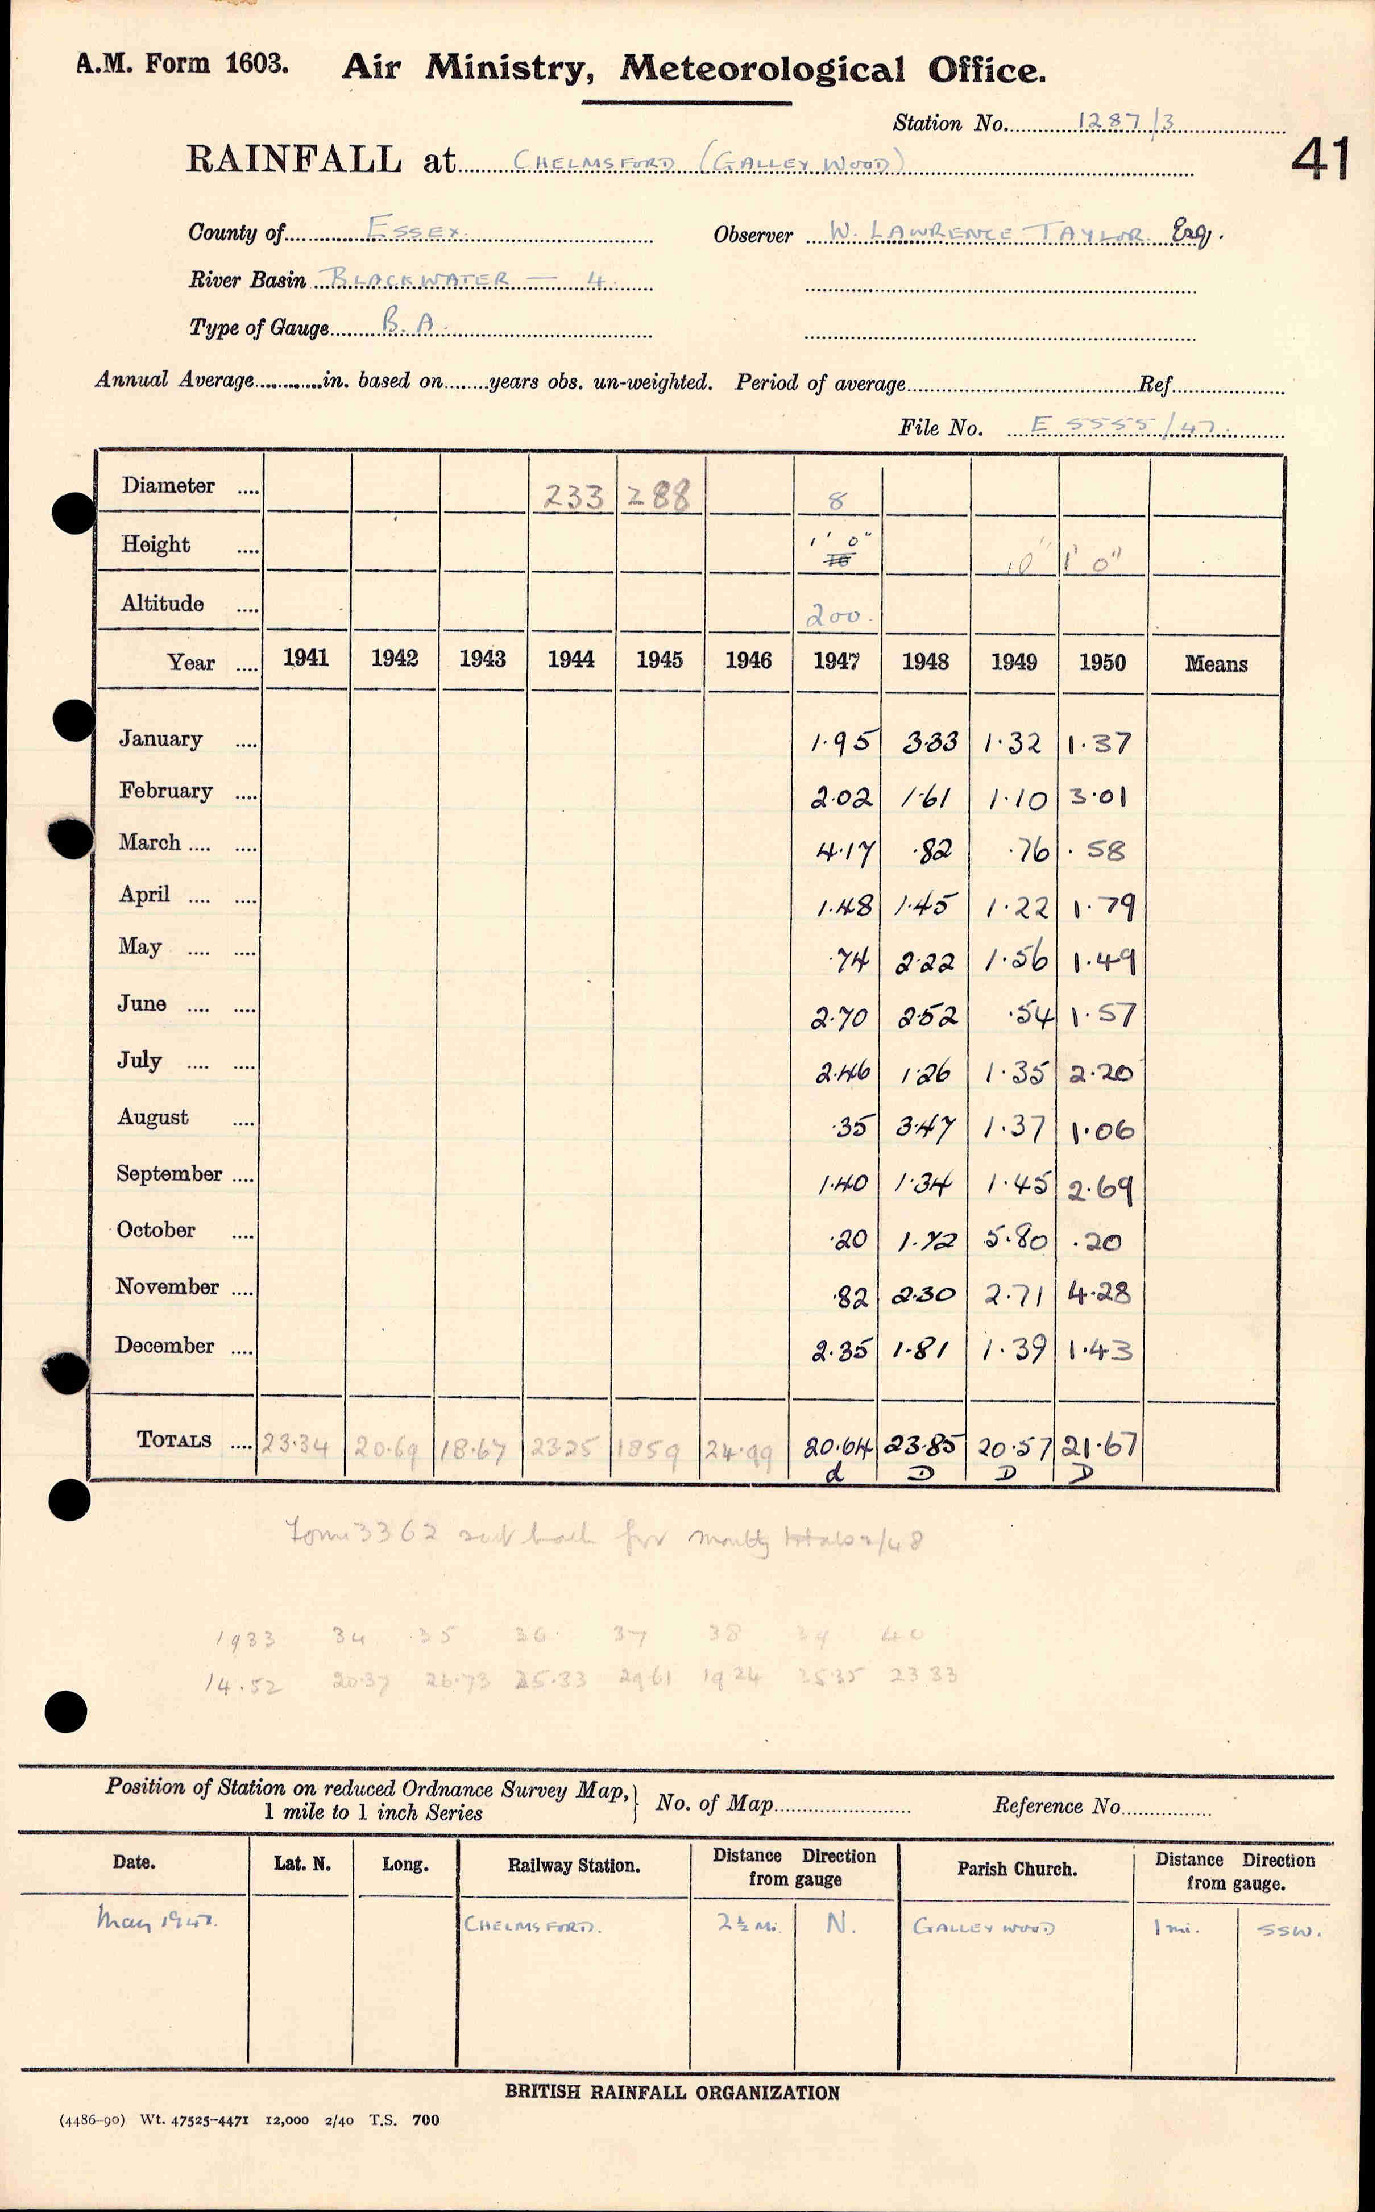 A.M. Form 1603. Air Ministry, Meteorological Office.
Station No. 1287/3
RAINFALL at CHELMSFORD (GALLEYWOOD)
41
County of ESSEX. Observer W. LAWRENCE TAYLOR Esq.
River Basin BLACKWATER — 4
Type of Gauge B.A.
Annual Average in. based on years obs. un-weighted. Period of average Ref.
File No. E 5555/47
Diameter 233 288 8
Height 1' 0" 10" 1' 0"
Altitude 200.
Year 1941 1942 1943 1944 1945 1946 1947 1948 1949 1950 Means
January 1.95 3.33 1.32 1.37
February 2.02 1.61 1.10 3.01
March 4.17 .82 .76 .58
April 1.48 1.45 1.22 1.79
May .74 2.22 1.56 1.49
June 2.70 2.52 .54 1.57
July 2.46 1.26 1.35 2.20
August .35 3.47 1.37 1.06
September 1.40 1.34 1.45 2.69
October .20 1.72 5.80 .20
November .82 2.30 2.71 4.28
December 2.35 1.81 1.39 1.43
TOTALS 23.34 20.69 18.67 23.25 18.59 24.99 20.64 23.85 20.57 21.67
d D D D
Form 3362 sent back for monthly totals 2/48
1933 34 35 36 37 38 39 40
14.52 20.37 26.73 25.33 29.61 19.24 25.35 23.33
Position of Station on reduced Ordnance Survey Map, 1 mile to 1 inch Series No. of Map Reference No.
Date. Lat. N. Long. Railway Station. Distance Direction from gauge Parish Church. Distance Direction from gauge.
May 1947. CHELMSFORD. 2½ mi. N. GALLEYWOOD 1 mi. SSW.
BRITISH RAINFALL ORGANIZATION
(4486-90) Wt. 47525-4471 12,000 2/40 T.S. 700